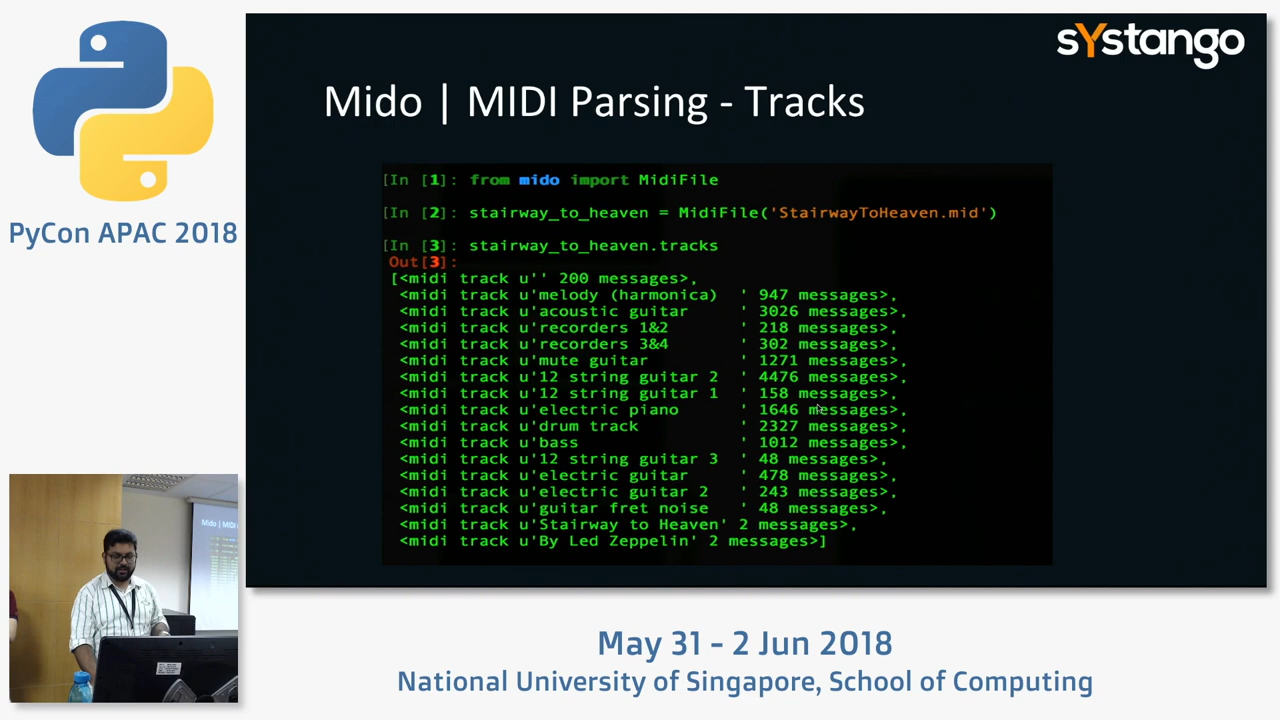 sYstango
Mido | MIDI Parsing - Tracks
[In [1]: from mido import MidiFile
[In [2]: stairway_to_heaven = MidiFile('StairwayToHeaven.mid')
[In [3]: stairway_to_heaven.tracks
Out[3]:
[<midi track u'' 200 messages>,
<midi track u'melody (harmonica)  ' 947 messages>,
<midi track u'acoustic guitar     ' 3026 messages>,
<midi track u'recorders 1&2       ' 218 messages>,
<midi track u'recorders 3&4       ' 302 messages>,
<midi track u'mute guitar         ' 1271 messages>,
<midi track u'12 string guitar 2  ' 4476 messages>,
<midi track u'12 string guitar 1  ' 158 messages>,
<midi track u'electric piano      ' 1646 messages>,
<midi track u'drum track          ' 2327 messages>,
<midi track u'bass                ' 1012 messages>,
<midi track u'12 string guitar 3  ' 48 messages>,
<midi track u'electric guitar     ' 478 messages>,
<midi track u'electric guitar 2   ' 243 messages>,
<midi track u'guitar fret noise   ' 48 messages>,
<midi track u'Stairway to Heaven' 2 messages>,
<midi track u'By Led Zeppelin' 2 messages>]
PyCon APAC 2018
Mido | MIDI
May 31 - 2 Jun 2018
National University of Singapore, School of Computing